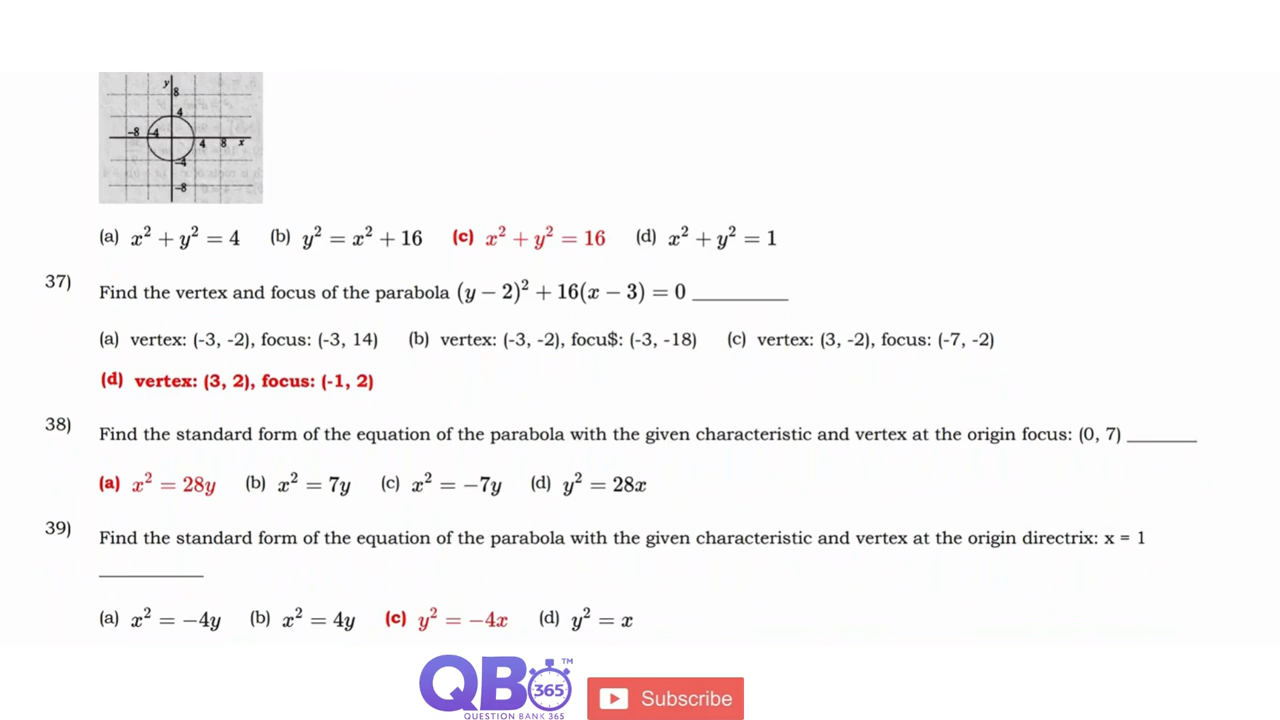 y
8
4
-8 -4
4 8 x
-4
-8
(a) x² + y² = 4 (b) y² = x² + 16 (c) x² + y² = 16 (d) x² + y² = 1
37) Find the vertex and focus of the parabola (y − 2)² + 16(x − 3) = 0 __________
(a) vertex: (-3, -2), focus: (-3, 14) (b) vertex: (-3, -2), focu$: (-3, -18) (c) vertex: (3, -2), focus: (-7, -2)
(d) vertex: (3, 2), focus: (-1, 2)
38) Find the standard form of the equation of the parabola with the given characteristic and vertex at the origin focus: (0, 7) ________
(a) x² = 28y (b) x² = 7y (c) x² = −7y (d) y² = 28x
39) Find the standard form of the equation of the parabola with the given characteristic and vertex at the origin directrix: x = 1
___________
(a) x² = −4y (b) x² = 4y (c) y² = −4x (d) y² = x
QB 365 ™
QUESTION BANK 365
Subscribe